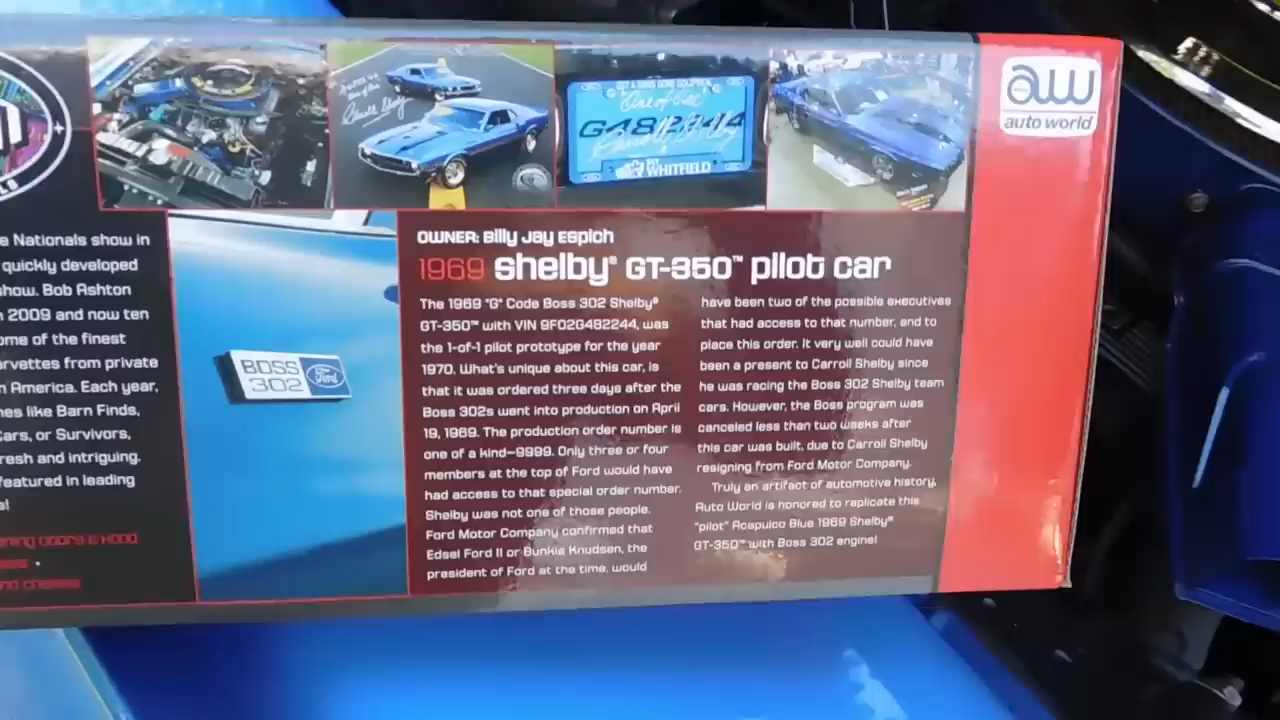 aw
auto world
One of One
G482244
WHITFIELD
OWNER: Billy Jay Espich
1969 Shelby® GT-350™ pilot car
The 1969 "G" Code Boss 302 Shelby®
GT-350™ with VIN 9F02G482244, was
the 1-of-1 pilot prototype for the year
1970. What's unique about this car, is
that it was ordered three days after the
Boss 302s went into production on April
19, 1969. The production order number is
one of a kind—9999. Only three or four
members at the top of Ford would have
had access to that special order number.
Shelby was not one of those people.
Ford Motor Company confirmed that
Edsel Ford II or Bunkie Knudsen, the
president of Ford at the time, would
have been two of the possible executives
that had access to that number, and to
place this order. It very well could have
been a present to Carroll Shelby since
he was racing the Boss 302 Shelby team
cars. However, the Boss program was
canceled less than two weeks after
this car was built, due to Carroll Shelby
resigning from Ford Motor Company.
Truly an artifact of automotive history,
Auto World is honored to replicate this
"pilot" Acapulco Blue 1969 Shelby®
GT-350™ with Boss 302 engine!
BOSS
302
Ford
e Nationals show in
quickly developed
show. Bob Ashton
n 2009 and now ten
ome of the finest
rvettes from private
n America. Each year,
nes like Barn Finds,
Cars, or Survivors,
resh and intriguing.
featured in leading
a!
ning doors & hood
nd chassis